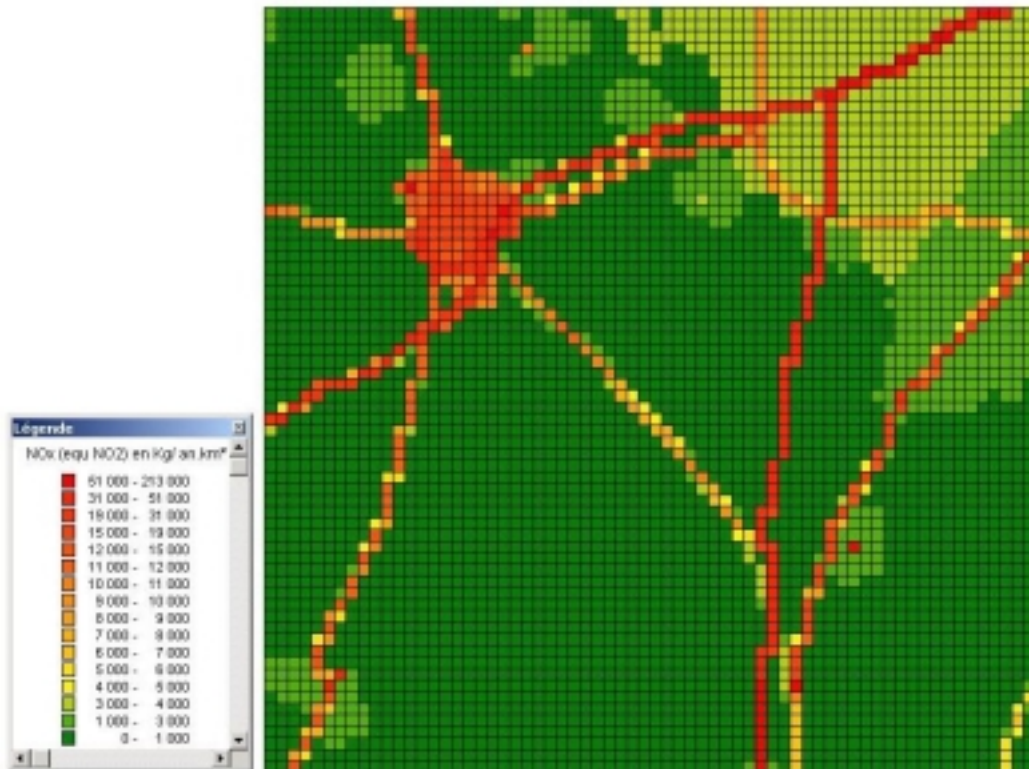 Légende
NOx (equ NO2) en Kg/ an.km²
51 000 - 213 000
31 000 - 51 000
19 000 - 31 000
15 000 - 19 000
12 000 - 15 000
11 000 - 12 000
10 000 - 11 000
9 000 - 10 000
8 000 - 9 000
7 000 - 8 000
6 000 - 7 000
5 000 - 6 000
4 000 - 5 000
3 000 - 4 000
1 000 - 3 000
0 - 1 000